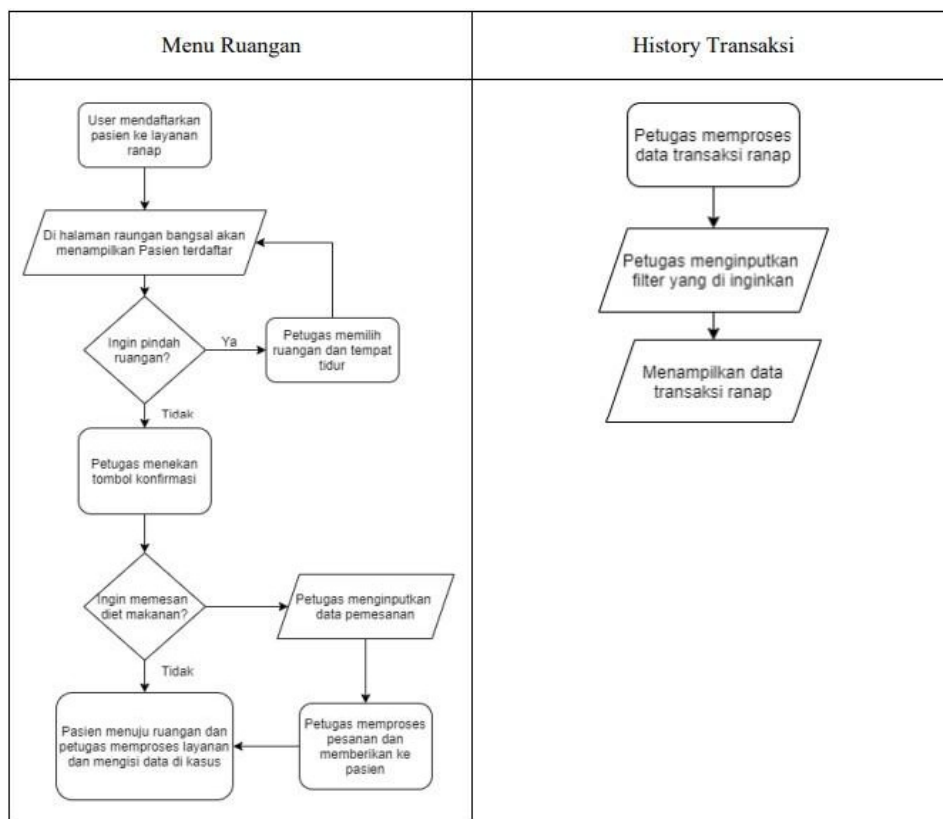 Menu Ruangan
History Transaksi
User mendaftarkan
pasien ke layanan
ranap
Di halaman raungan bangsal akan
menampilkan Pasien terdaftar
Ingin pindah
ruangan?
Ya
Petugas memilih
ruangan dan tempat
tidur
Tidak
Petugas menekan
tombol konfirmasi
Ingin memesan
diet makanan?
Petugas menginputkan
data pemesanan
Tidak
Pasien menuju ruangan dan
petugas memproses layanan
dan mengisi data di kasus
Petugas memproses
pesanan dan
memberikan ke
pasien
Petugas memproses
data transaksi ranap
Petugas menginputkan
filter yang di inginkan
Menampilkan data
transaksi ranap